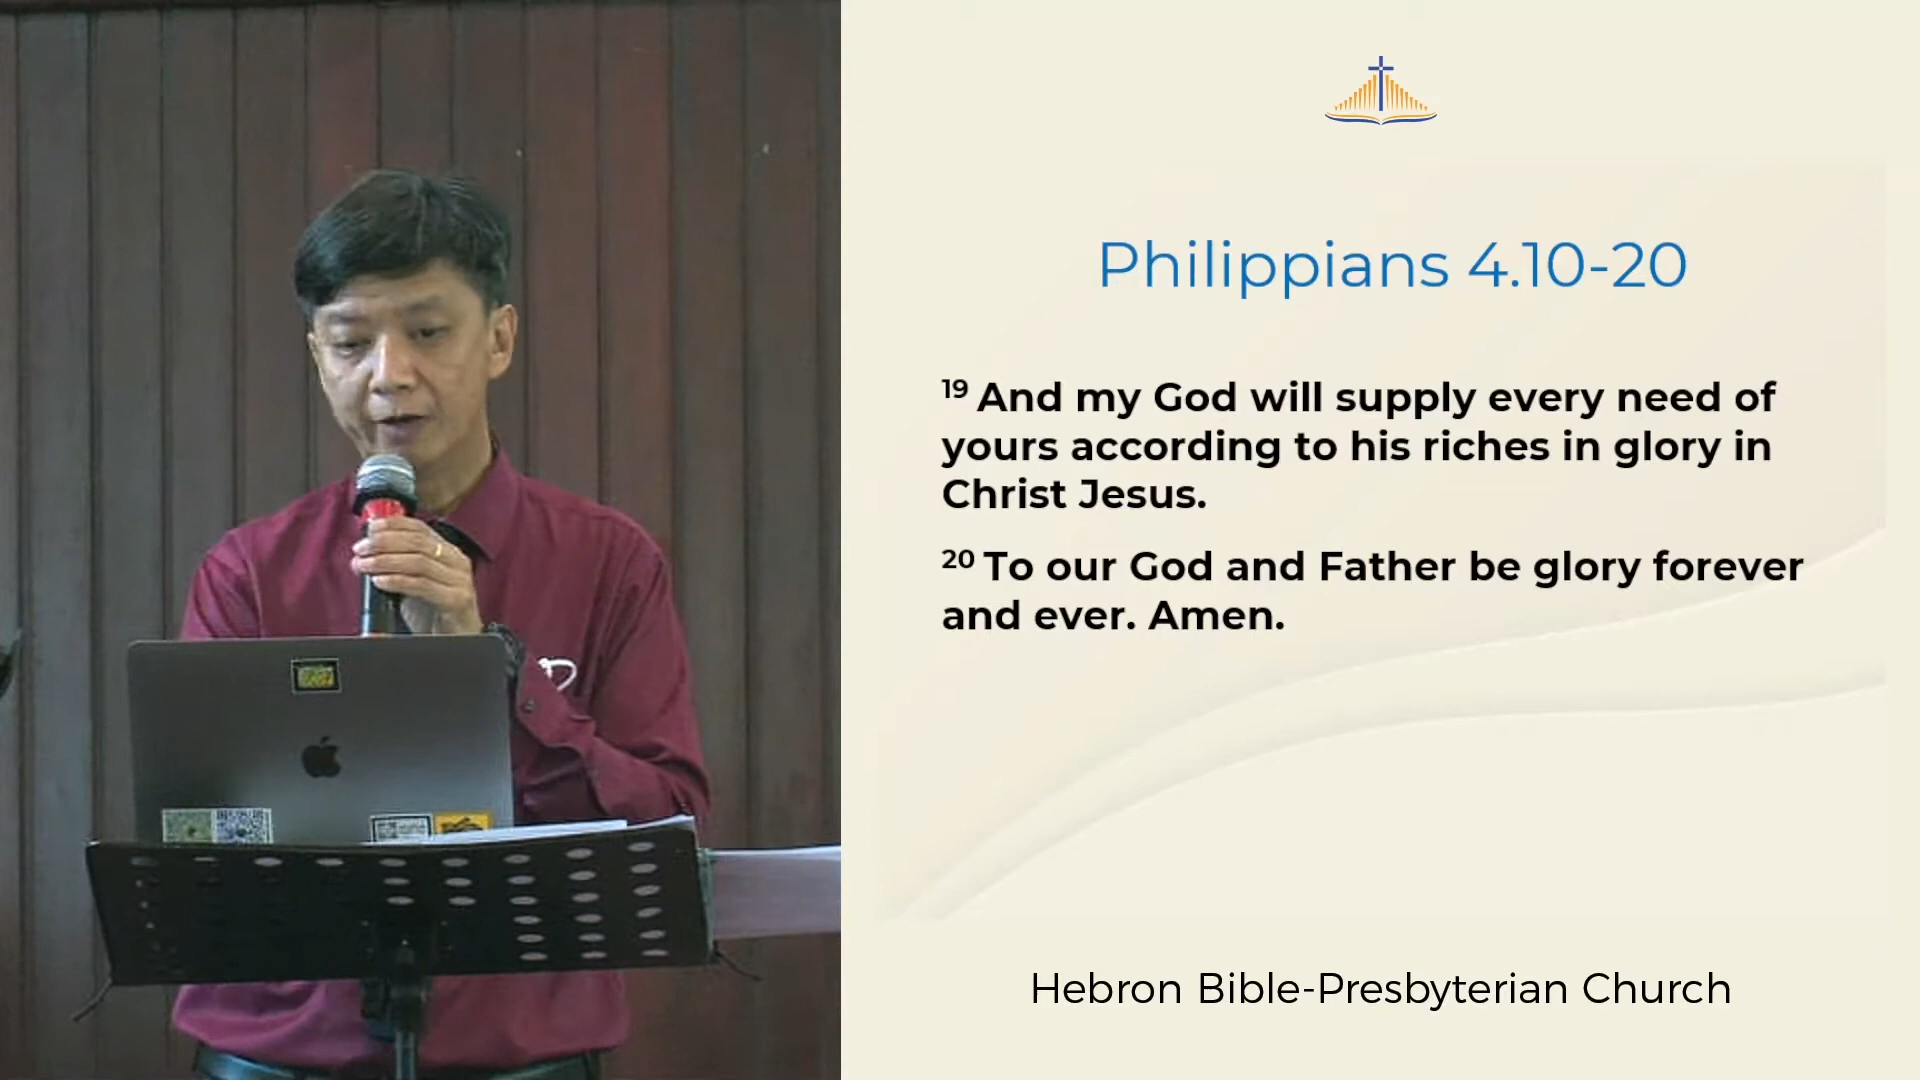 Philippians 4.10-20
19 And my God will supply every need of
yours according to his riches in glory in
Christ Jesus.
20 To our God and Father be glory forever
and ever. Amen.
Hebron Bible-Presbyterian Church